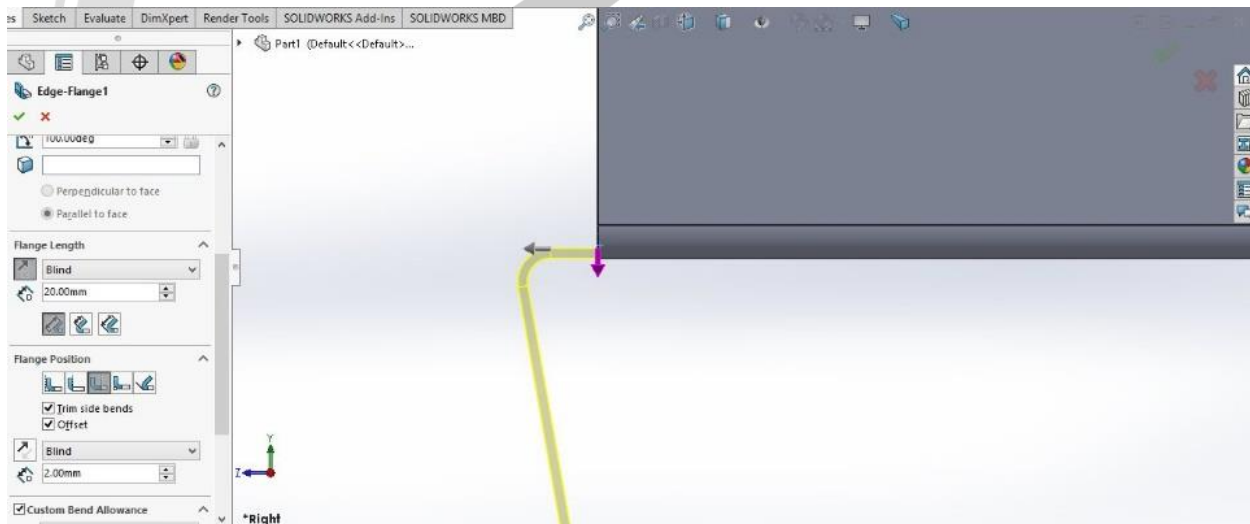 es Sketch Evaluate DimXpert Render Tools SOLIDWORKS Add-Ins SOLIDWORKS MBD
Part1 (Default<<Default>...
Edge-Flange1
100.00deg
Perpendicular to face
Parallel to face
Flange Length
Blind
20.00mm
Flange Position
Trim side bends
Offset
Blind
2.00mm
Custom Bend Allowance
Y
Z
*Right